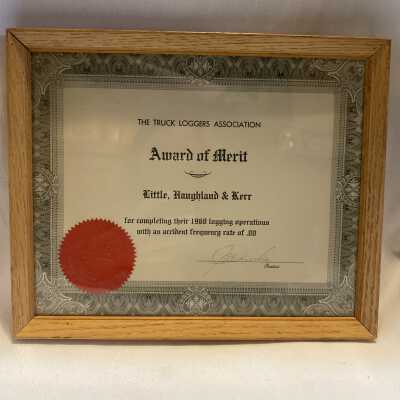 THE TRUCK LOGGERS ASSOCIATION
Award of Merit
Little, Haughland & Kerr
for completing their 1980 logging operations
with an accident frequency rate of .00